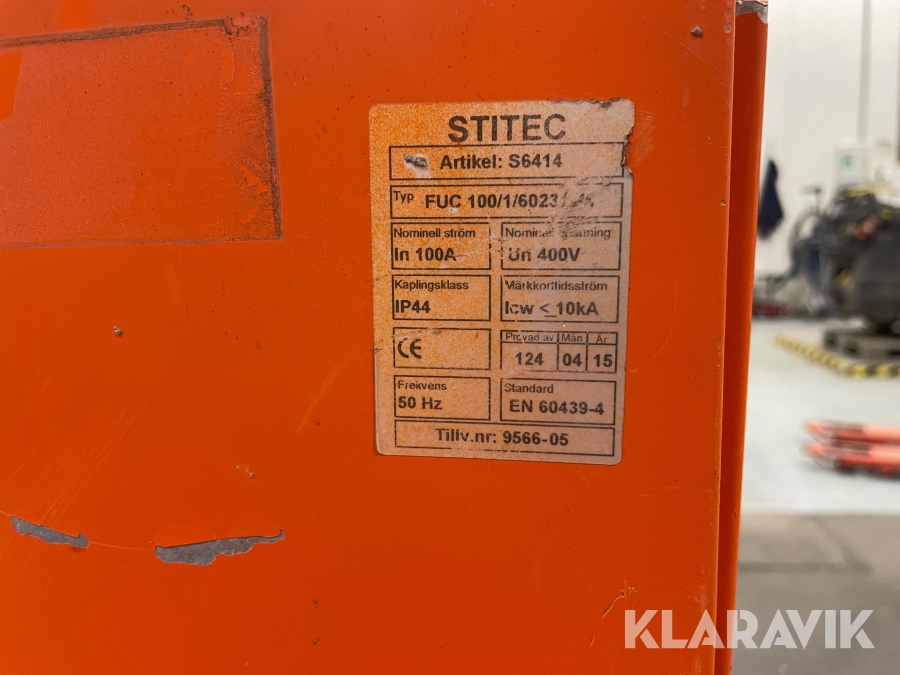 STITEC
Artikel: S6414
Typ FUC 100/1/6023/
Nominell ström
In 100A
Nominell spänning
Un 400V
Kaplingsklass
IP44
Märkkorttidsström
Icw ≤ 10kA
CE
Provad av Mån År
124 04 15
Frekvens
50 Hz
Standard
EN 60439-4
Tillv.nr: 9566-05
KLARAVIK